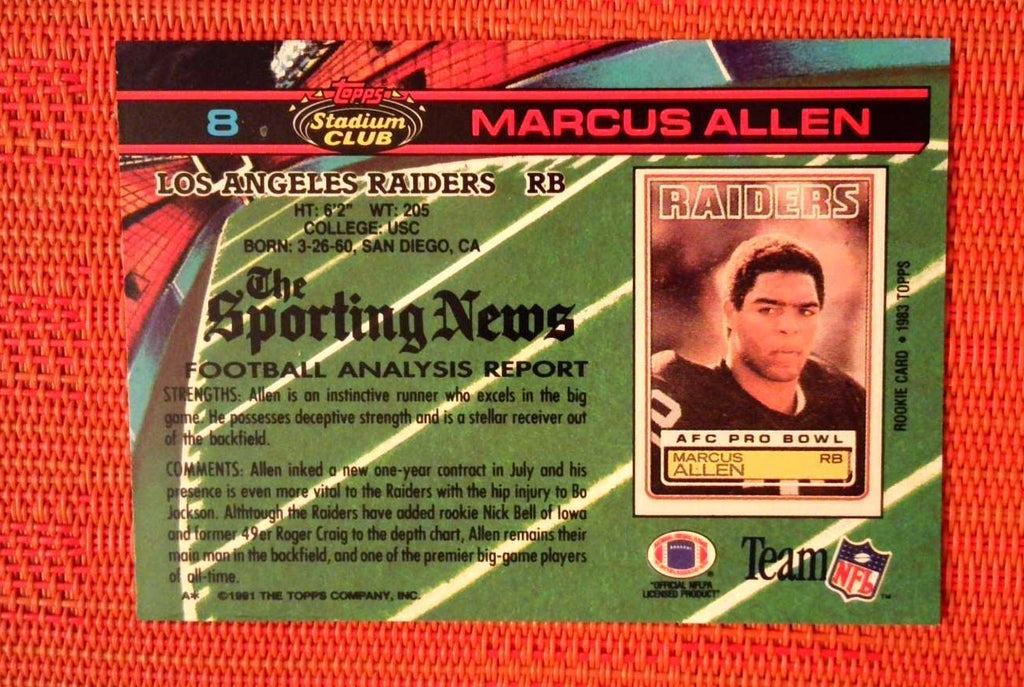 8
Topps
Stadium
CLUB
MARCUS ALLEN
LOS ANGELES RAIDERS RB
HT: 6'2" WT: 205
COLLEGE: USC
BORN: 3-26-60, SAN DIEGO, CA
The
Sporting News
FOOTBALL ANALYSIS REPORT
STRENGTHS: Allen is an instinctive runner who excels in the big
game. He possesses deceptive strength and is a stellar receiver out
of the backfield.
COMMENTS: Allen inked a new one-year contract in July and his
presence is even more vital to the Raiders with the hip injury to Bo
Jackson. Althtough the Raiders have added rookie Nick Bell of Iowa
and former 49er Roger Craig to the depth chart, Allen remains their
main man in the backfield, and one of the premier big-game players
of all-time.
A* ©1991 THE TOPPS COMPANY, INC.
RAIDERS
AFC PRO BOWL
MARCUS RB
ALLEN
ROOKIE CARD • 1983 TOPPS
"OFFICIAL NFLPA
LICENSED PRODUCT"
Team NFL TM